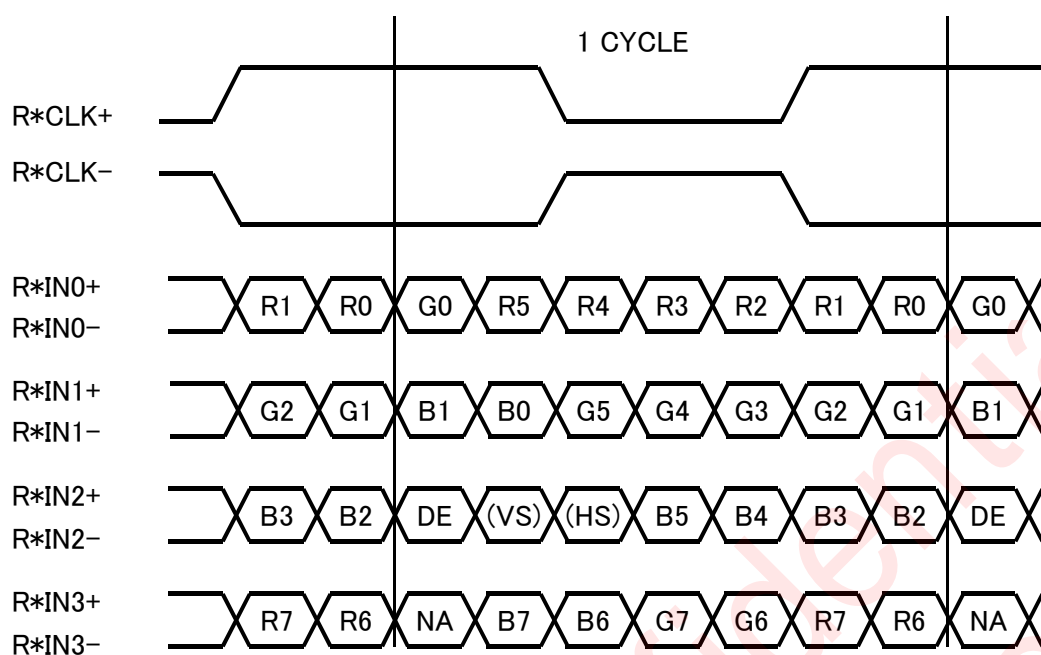 1 CYCLE
R*CLK+
R*CLK-
R*IN0+
R1 R0 G0 R5 R4 R3 R2 R1 R0 G0
R*IN0-
R*IN1+
G2 G1 B1 B0 G5 G4 G3 G2 G1 B1
R*IN1-
R*IN2+
B3 B2 DE (VS) (HS) B5 B4 B3 B2 DE
R*IN2-
R*IN3+
R7 R6 NA B7 B6 G7 G6 R7 R6 NA
R*IN3-